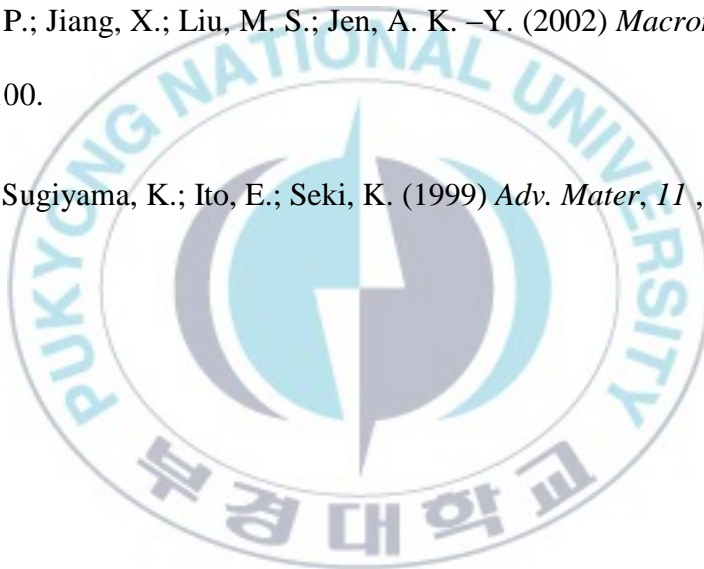 P.; Jiang, X.; Liu, M. S.; Jen, A. K. –Y. (2002)
00.
Sugiyama, K.; Ito, E.; Seki, K. (1999) Adv. Mater, 11 ,
PUKYONG NATIONAL UNIVERSITY
부경대학교